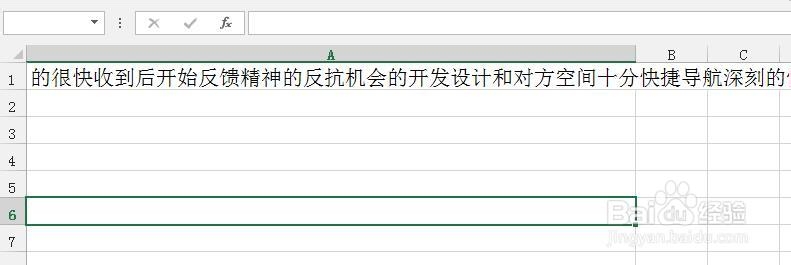 fx
A B C
1 的很快收到后开始反馈精神的反抗机会的开发设计和对方空间十分快捷导航深刻的
2
3
4
5
6
7
Baidu经验
jingyan.baidu.com